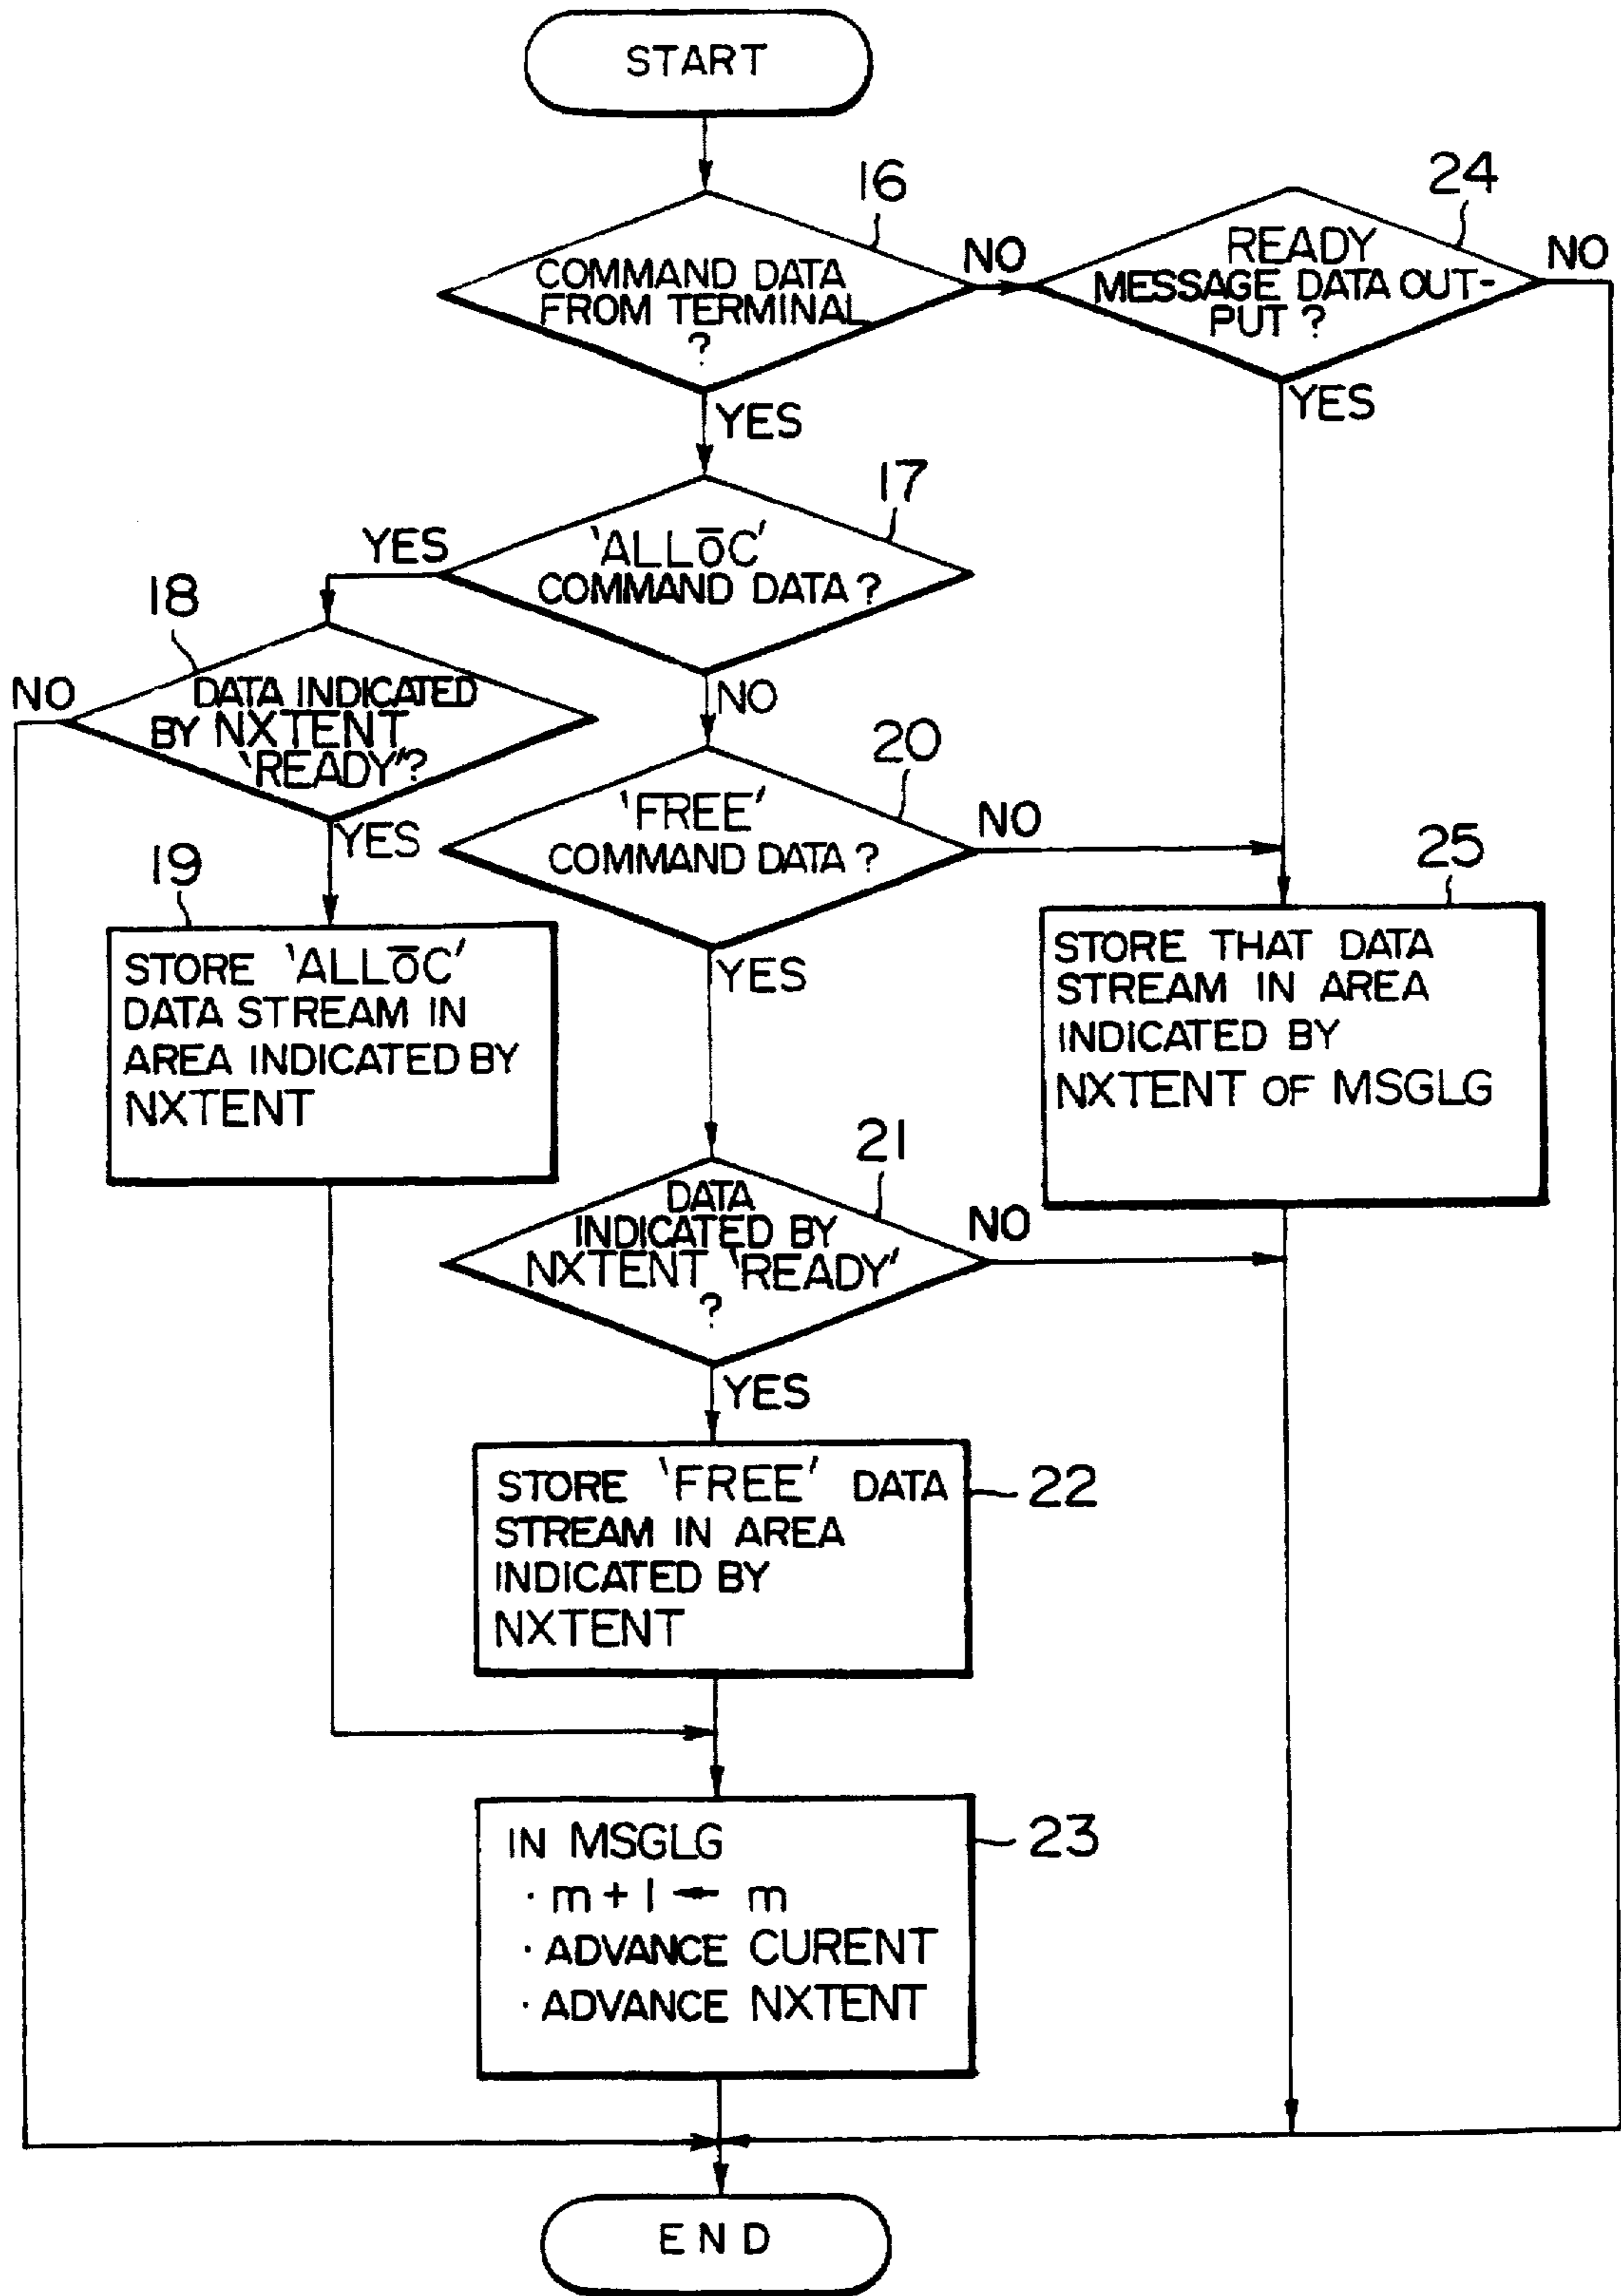 START
16
COMMAND DATA
FROM TERMINAL
?
NO
YES
24
READY
MESSAGE DATA OUT-
PUT ?
NO
YES
17
'ALLŌC'
COMMAND DATA ?
YES
NO
18
DATA INDICATED
BY NXTENT
'READY'?
NO
YES
19
STORE 'ALLŌC'
DATA STREAM IN
AREA INDICATED BY
NXTENT
20
'FREE'
COMMAND DATA ?
NO
YES
25
STORE THAT DATA
STREAM IN AREA
INDICATED BY
NXTENT OF MSGLG
21
DATA
INDICATED BY
NXTENT 'READY'
?
NO
YES
STORE 'FREE' DATA
STREAM IN AREA
INDICATED BY
NXTENT
22
IN MSGLG
· m + 1 ← m
· ADVANCE CURENT
· ADVANCE NXTENT
23
END